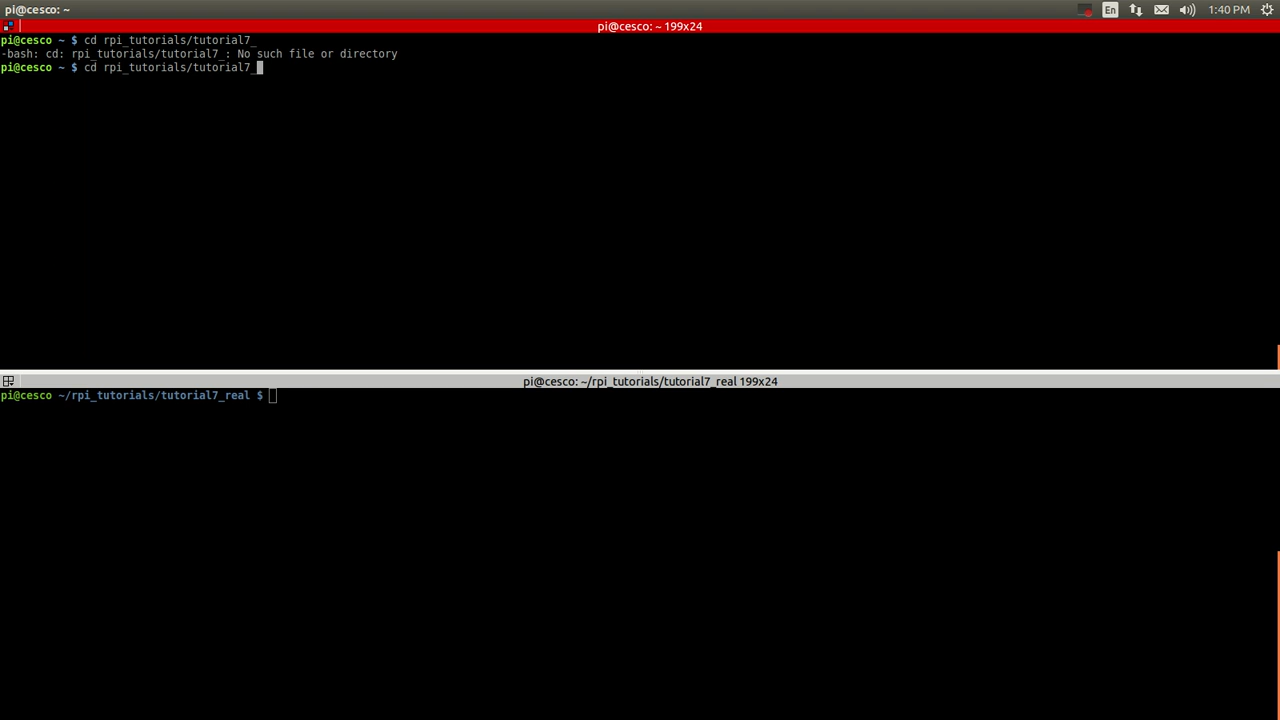 pi@cesco: ~
En
1:40 PM
pi@cesco: ~ 199x24
pi@cesco ~ $ cd rpi_tutorials/tutorial7_
-bash: cd: rpi_tutorials/tutorial7_: No such file or directory
pi@cesco ~ $ cd rpi_tutorials/tutorial7_
pi@cesco: ~/rpi_tutorials/tutorial7_real 199x24
pi@cesco ~/rpi_tutorials/tutorial7_real $